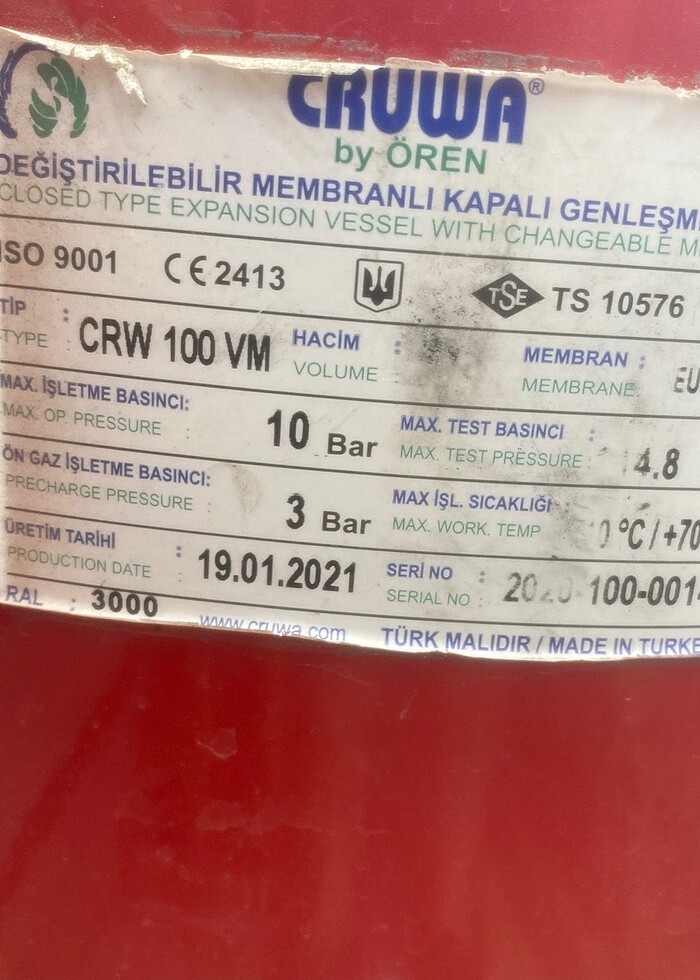 CRUWA®
by ÖREN
DEĞİŞTİRİLEBİLİR MEMBRANLI KAPALI GENLEŞM
CLOSED TYPE EXPANSION VESSEL WITH CHANGEABLE M
ISO 9001 CE 2413 TSE TS 10576
TİP : CRW 100 VM HACİM : MEMBRAN : EU
TYPE : VOLUME MEMBRANE
MAX. İŞLETME BASINCI: 10 Bar MAX. TEST BASINCI : 4.8
MAX. OP. PRESSURE : MAX. TEST PRESSURE :
ÖN GAZ İŞLETME BASINCI: 3 Bar MAX İŞL. SICAKLIĞI : 0 °C / +70
PRECHARGE PRESSURE : MAX. WORK. TEMP
ÜRETİM TARİHİ : 19.01.2021 SERİ NO : 100-001
PRODUCTION DATE SERIAL NO :
RAL : 3000 www.cruwa.com TÜRK MALIDIR / MADE IN TURKE